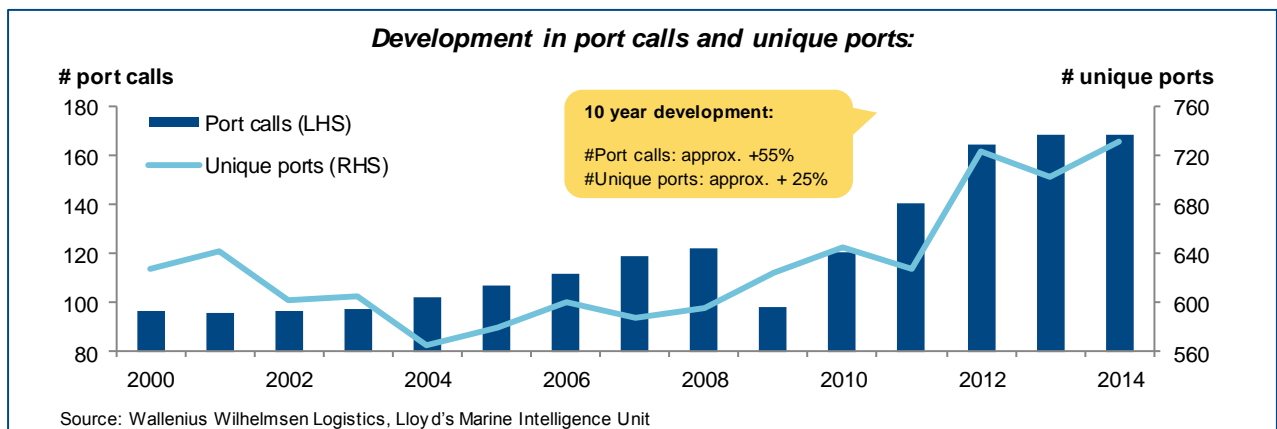 Development in port calls and unique ports:
# port calls
# unique ports
180
160
140
120
100
80
Port calls (LHS)
Unique ports (RHS)
10 year development:
#Port calls: approx. +55%
#Unique ports: approx. + 25%
760
720
680
640
600
560
2000 2002 2004 2006 2008 2010 2012 2014
Source: Wallenius Wilhelmsen Logistics, Lloyd's Marine Intelligence Unit